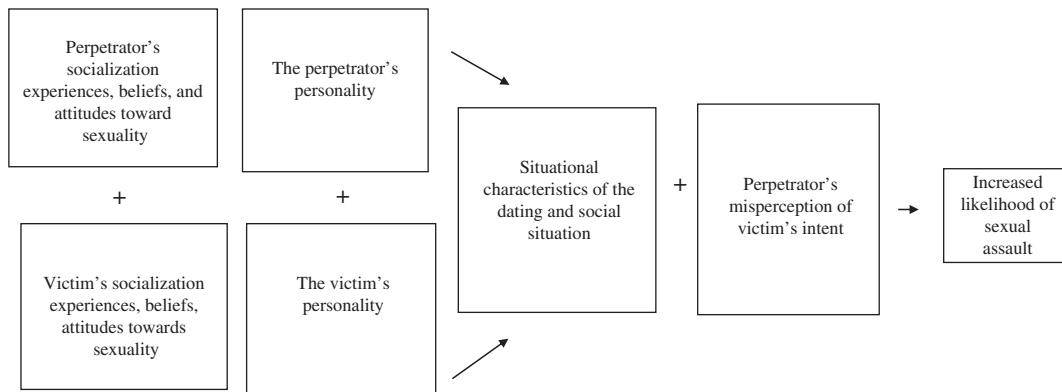 Perpetrator's
socialization
experiences, beliefs, and
attitudes toward
sexuality
The perpetrator's
personality
+
+
Victim's socialization
experiences, beliefs,
attitudes towards
sexuality
The victim's
personality
Situational
characteristics of the
dating and social
situation
+
Perpetrator's
misperception of
victim's intent
Increased
likelihood of
sexual
assault